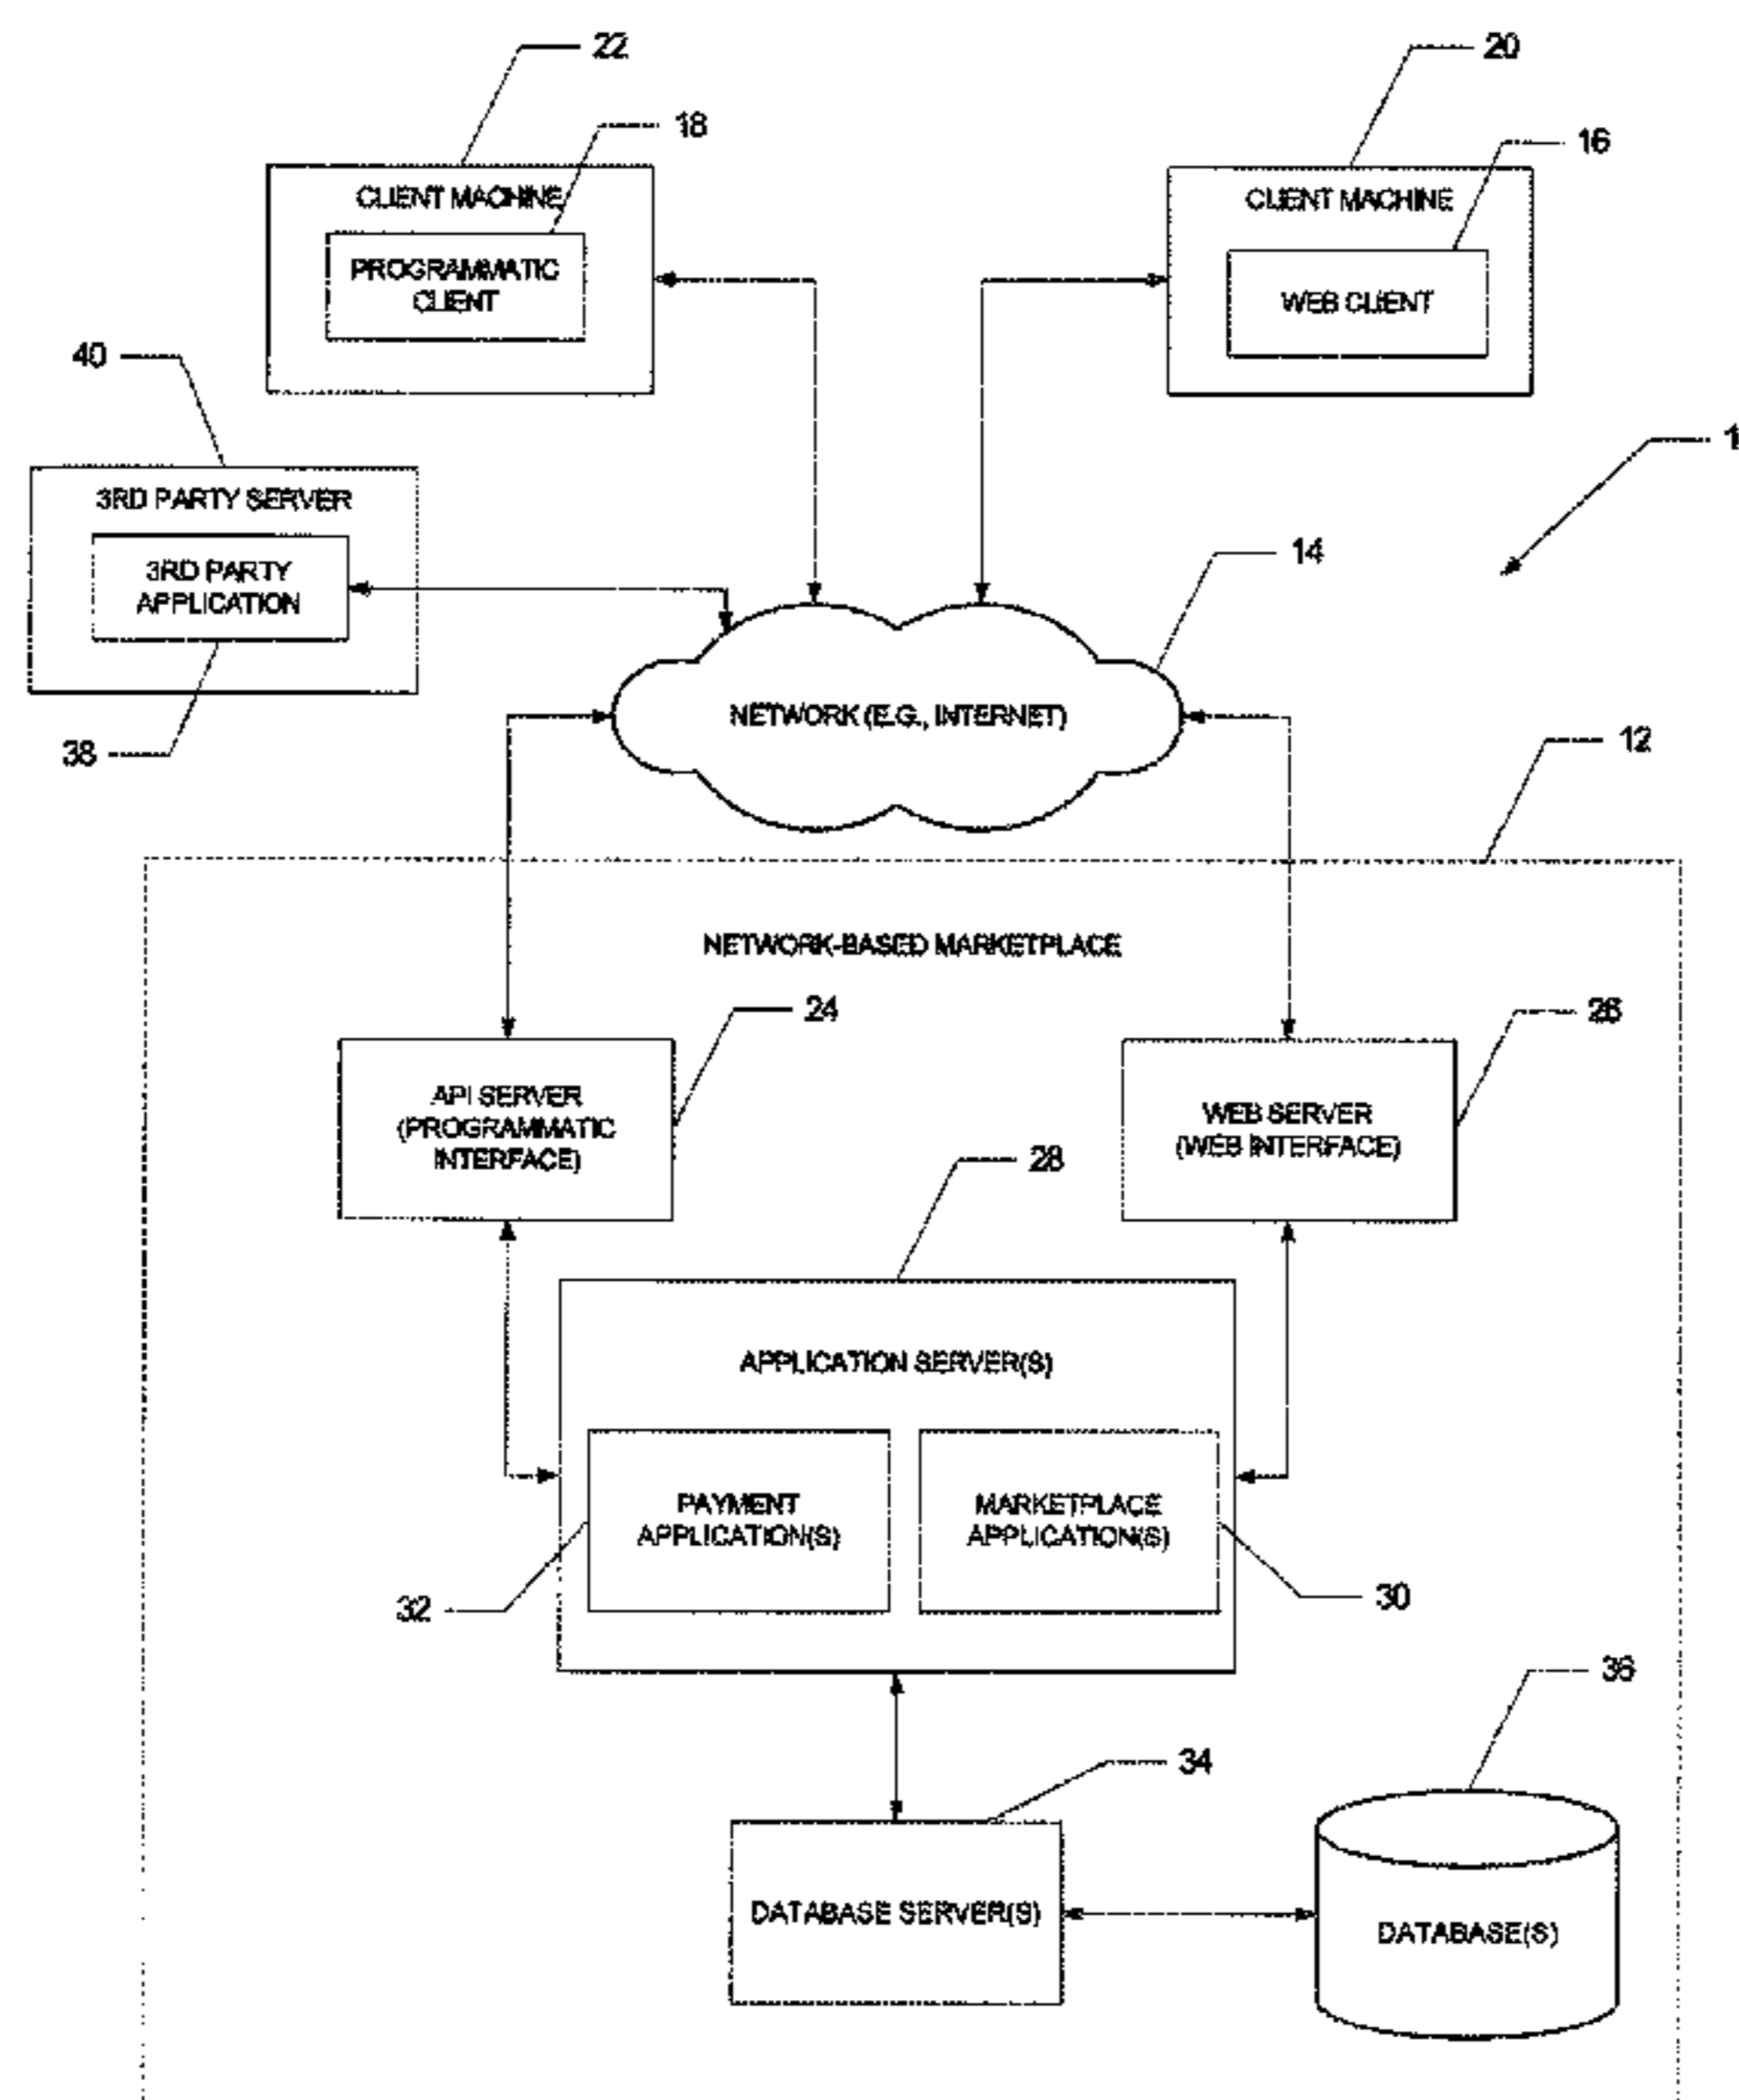 22
20
18
16
CLIENT MACHINE
CLIENT MACHINE
PROGRAMMATIC
CLIENT
WEB CLIENT
40
1
3RD PARTY SERVER
3RD PARTY
APPLICATION
14
NETWORK (E.G., INTERNET)
38
12
NETWORK-BASED MARKETPLACE
24
26
API SERVER
(PROGRAMMATIC
INTERFACE)
WEB SERVER
(WEB INTERFACE)
28
APPLICATION SERVER(S)
PAYMENT
APPLICATION(S)
MARKETPLACE
APPLICATION(S)
32
30
36
34
DATABASE SERVER(S)
DATABASE(S)